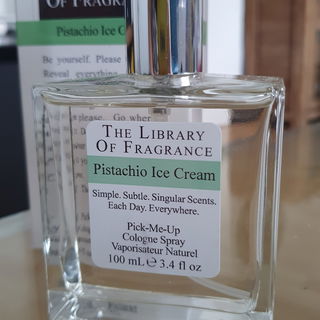 OF FRAGRANCE
Pistachio Ice C
Be yourself. Please
Reveal everything
please. Go wher
THE LIBRARY
OF FRAGRANCE
Pistachio Ice Cream
Simple. Subtle. Singular Scents.
Each Day. Everywhere.
Pick-Me-Up
Cologne Spray
Vaporisateur Naturel
100 mL ℮ 3.4 fl oz